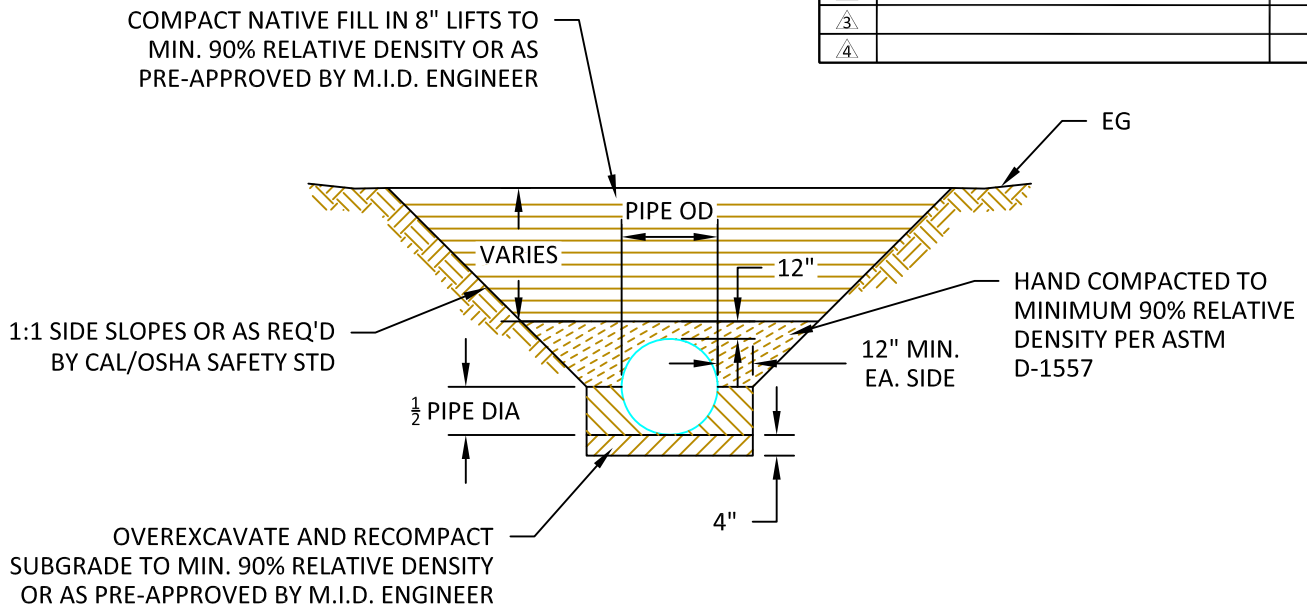 COMPACT NATIVE FILL IN 8" LIFTS TO
MIN. 90% RELATIVE DENSITY OR AS
PRE-APPROVED BY M.I.D. ENGINEER
3
4
EG
PIPE OD
VARIES
12"
HAND COMPACTED TO
MINIMUM 90% RELATIVE
DENSITY PER ASTM
D-1557
1:1 SIDE SLOPES OR AS REQ'D
BY CAL/OSHA SAFETY STD
12" MIN.
EA. SIDE
½ PIPE DIA
4"
OVEREXCAVATE AND RECOMPACT
SUBGRADE TO MIN. 90% RELATIVE DENSITY
OR AS PRE-APPROVED BY M.I.D. ENGINEER